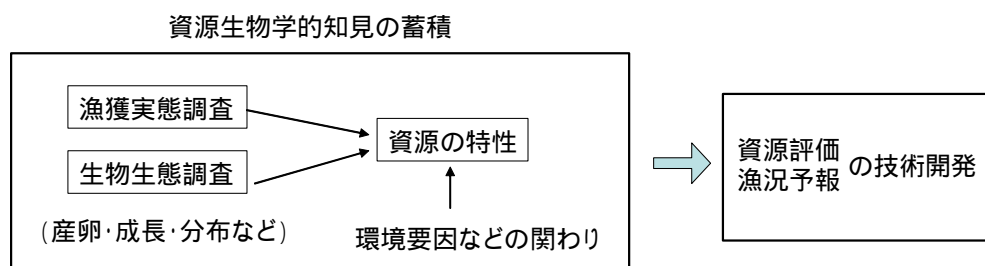 資源生物学的知見の蓄積
漁獲実態調査
生物生態調査
(産卵・成長・分布など)
資源の特性
環境要因などの関わり
資源評価
漁況予報
の技術開発